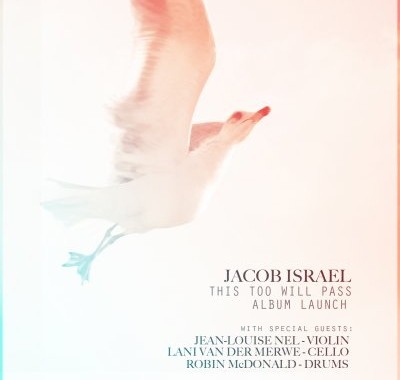 JACOB ISRAEL
THIS TOO WILL PASS
ALBUM LAUNCH
WITH SPECIAL GUESTS:
JEAN-LOUISE NEL - VIOLIN
LANI VAN DER MERWE - CELLO
ROBIN McDONALD - DRUMS